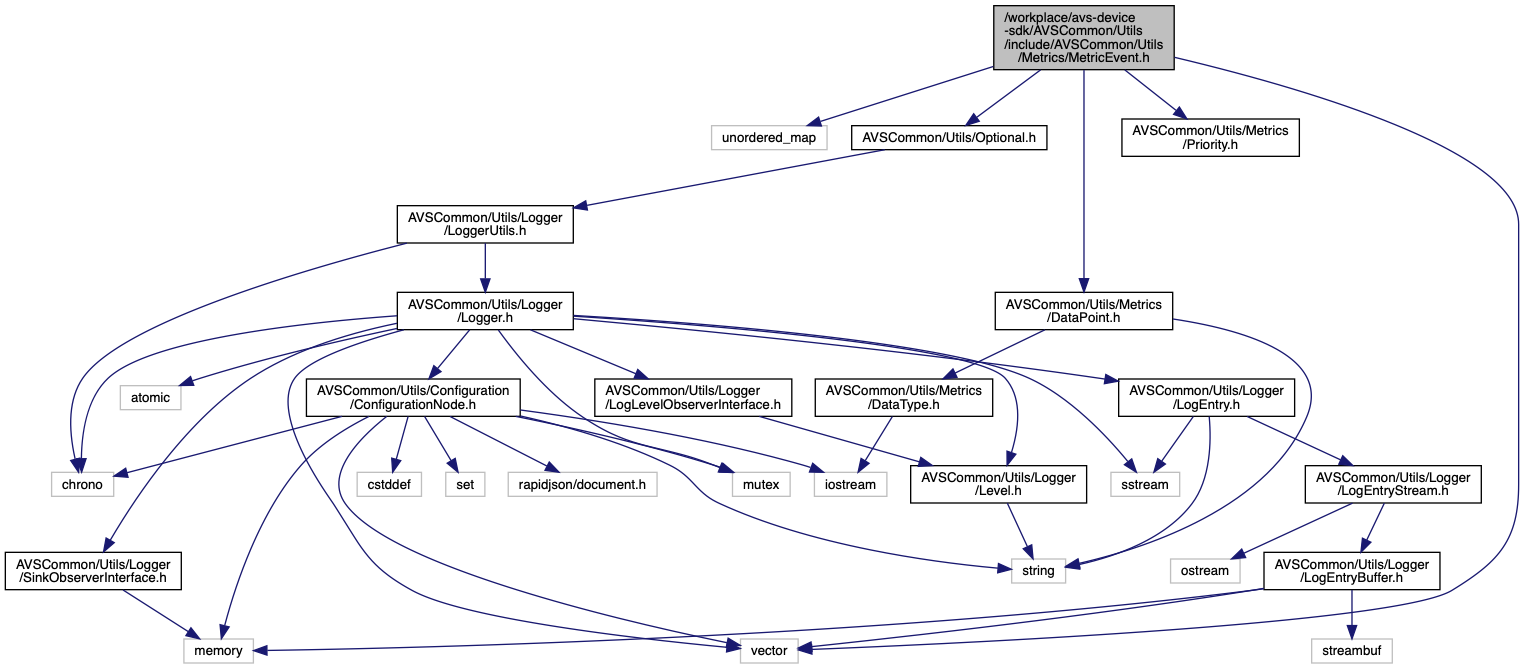 /workplace/avs-device
-sdk/AVSCommon/Utils
/include/AVSCommon/Utils
/Metrics/MetricEvent.h
unordered_map
AVSCommon/Utils/Optional.h
AVSCommon/Utils/Metrics
/Priority.h
AVSCommon/Utils/Logger
/LoggerUtils.h
AVSCommon/Utils/Logger
/Logger.h
AVSCommon/Utils/Metrics
/DataPoint.h
atomic
AVSCommon/Utils/Configuration
/ConfigurationNode.h
AVSCommon/Utils/Logger
/LogLevelObserverInterface.h
AVSCommon/Utils/Metrics
/DataType.h
AVSCommon/Utils/Logger
/LogEntry.h
chrono
cstddef
set
rapidjson/document.h
mutex
iostream
AVSCommon/Utils/Logger
/Level.h
sstream
AVSCommon/Utils/Logger
/LogEntryStream.h
AVSCommon/Utils/Logger
/SinkObserverInterface.h
string
ostream
AVSCommon/Utils/Logger
/LogEntryBuffer.h
memory
vector
streambuf